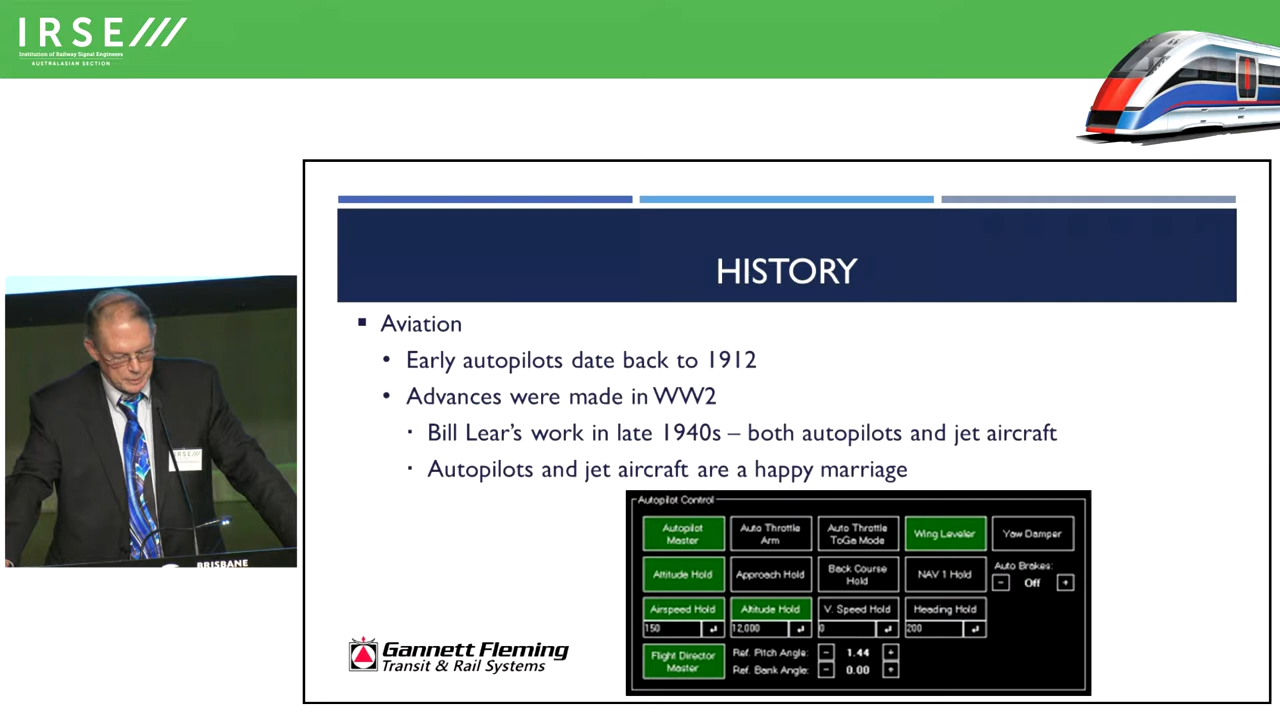 IRSE
Institution of Railway Signal Engineers
AUSTRALASIAN SECTION
HISTORY
Aviation
Early autopilots date back to 1912
Advances were made in WW2
Bill Lear's work in late 1940s – both autopilots and jet aircraft
Autopilots and jet aircraft are a happy marriage
Autopilot Control
Autopilot Master
Auto Throttle Arm
Auto Throttle ToGa Mode
Wing Leveler
Yaw Damper
Attitude Hold
Approach Hold
Back Course Hold
NAV 1 Hold
Auto Brakes:
- Off +
Airspeed Hold
Altitude Hold
V. Speed Hold
Heading Hold
150
12,000
0
200
Flight Director Master
Ref. Pitch Angle: - 1.44 +
Ref. Bank Angle: - 0.00 +
Gannett Fleming
Transit & Rail Systems
IRSE
BRISBANE